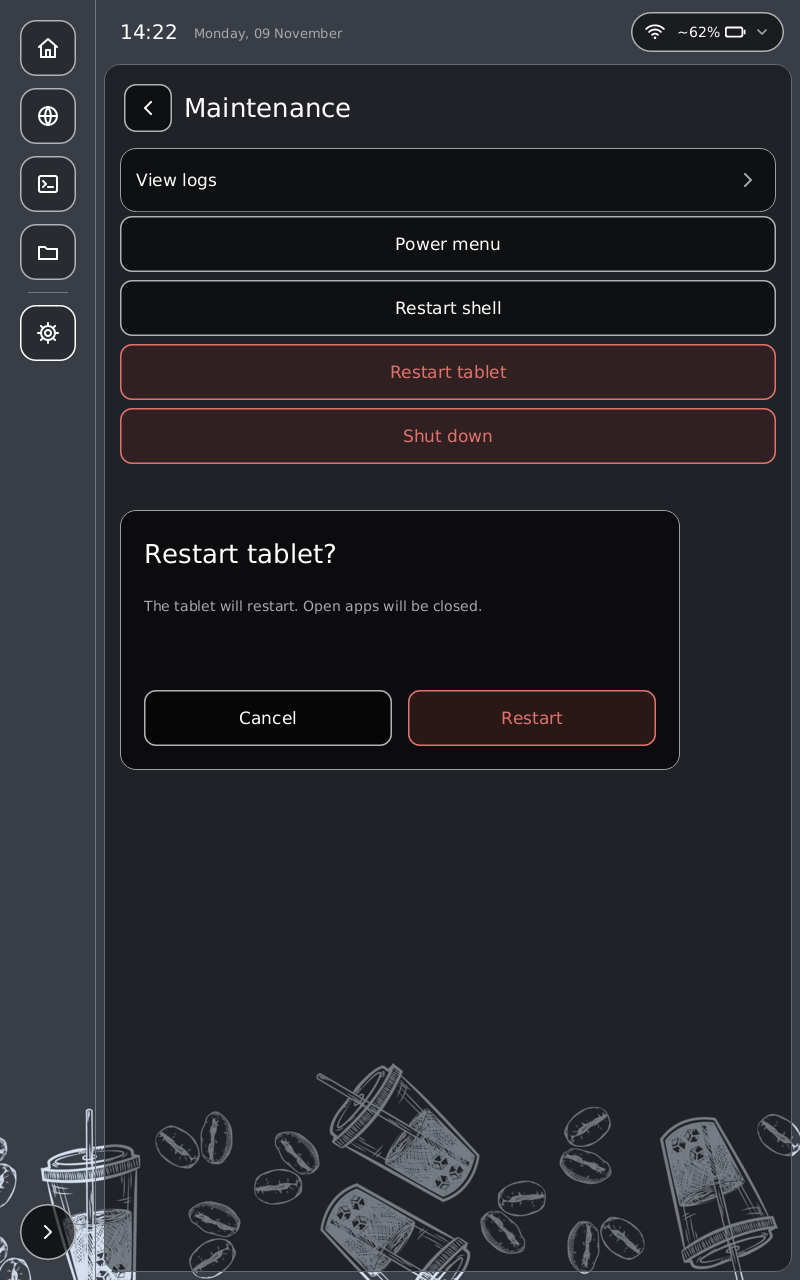 14:22 Monday, 09 November ~62%
Maintenance
View logs
Power menu
Restart shell
Restart tablet
Shut down
Restart tablet?
The tablet will restart. Open apps will be closed.
Cancel Restart